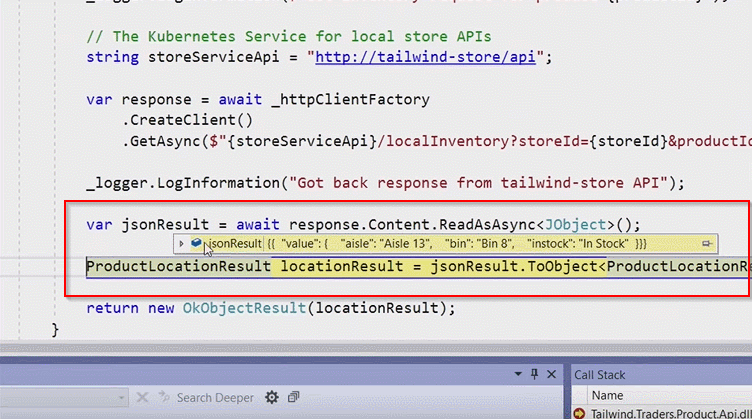 // The Kubernetes Service for local store APIs
string storeServiceApi = "http://tailwind-store/api";
var response = await _httpClientFactory
.CreateClient()
.GetAsync($"{storeServiceApi}/localInventory?storeId={storeId}&productId
_logger.LogInformation("Got back response from tailwind-store API");
var jsonResult = await response.Content.ReadAsAsync<JObject>();
jsonResult {{ "value": { "aisle": "Aisle 13", "bin": "Bin 8", "instock": "In Stock" }}}
ProductLocationResult locationResult = jsonResult.ToObject<ProductLocationRe
return new OkObjectResult(locationResult);
}
Search Deeper
Call Stack
Name
Tailwind.Traders.Product.Api.dl